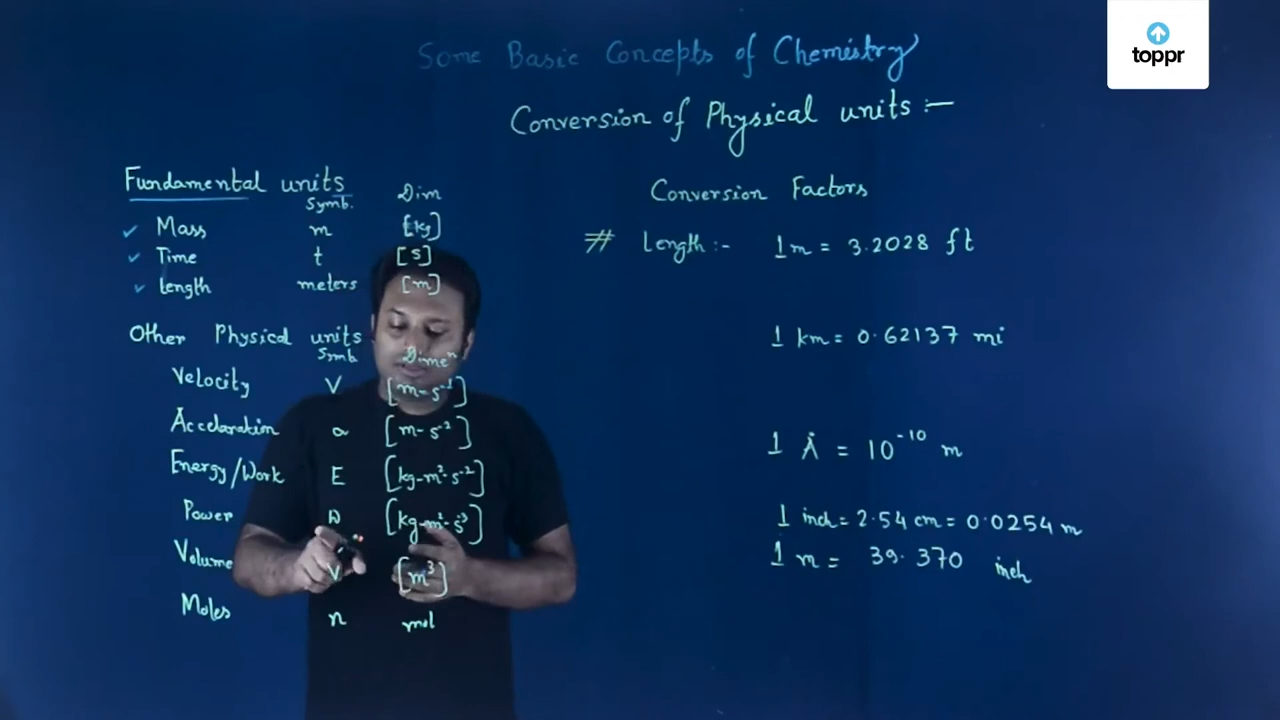 toppr
Some Basic Concepts of Chemistry
Conversion of Physical units :-
Fundamental units
Symb. Dim
✓ Mass m [kg]
✓ Time t [s]
✓ Length meters [m]
Other Physical units
Symb. Dimeⁿ
Velocity V [m-s⁻¹]
Accelaration a [m-s⁻²]
Energy/Work E [kg-m²-s⁻²]
Power [kg-m²-s⁻³]
Volume V [m³]
Moles n mol
Conversion Factors
# Length :- 1m = 3.2028 ft
1 km = 0.62137 mi
1 Å = 10⁻¹⁰ m
1 inch = 2.54 cm = 0.0254 m
1 m = 39.370 inch